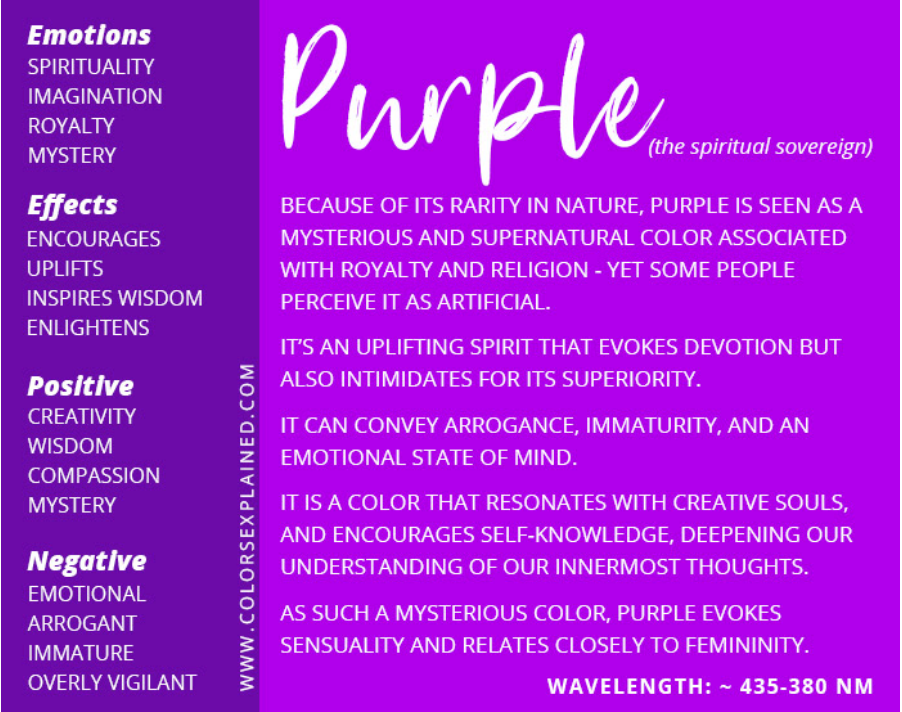 Emotions
SPIRITUALITY
IMAGINATION
ROYALTY
MYSTERY
Effects
ENCOURAGES
UPLIFTS
INSPIRES WISDOM
ENLIGHTENS
Positive
CREATIVITY
WISDOM
COMPASSION
MYSTERY
Negative
EMOTIONAL
ARROGANT
IMMATURE
OVERLY VIGILANT
WWW.COLORSEXPLAINED.COM
Purple
(the spiritual sovereign)
BECAUSE OF ITS RARITY IN NATURE, PURPLE IS SEEN AS A
MYSTERIOUS AND SUPERNATURAL COLOR ASSOCIATED
WITH ROYALTY AND RELIGION - YET SOME PEOPLE
PERCEIVE IT AS ARTIFICIAL.
IT'S AN UPLIFTING SPIRIT THAT EVOKES DEVOTION BUT
ALSO INTIMIDATES FOR ITS SUPERIORITY.
IT CAN CONVEY ARROGANCE, IMMATURITY, AND AN
EMOTIONAL STATE OF MIND.
IT IS A COLOR THAT RESONATES WITH CREATIVE SOULS,
AND ENCOURAGES SELF-KNOWLEDGE, DEEPENING OUR
UNDERSTANDING OF OUR INNERMOST THOUGHTS.
AS SUCH A MYSTERIOUS COLOR, PURPLE EVOKES
SENSUALITY AND RELATES CLOSELY TO FEMININITY.
WAVELENGTH: ~ 435-380 NM